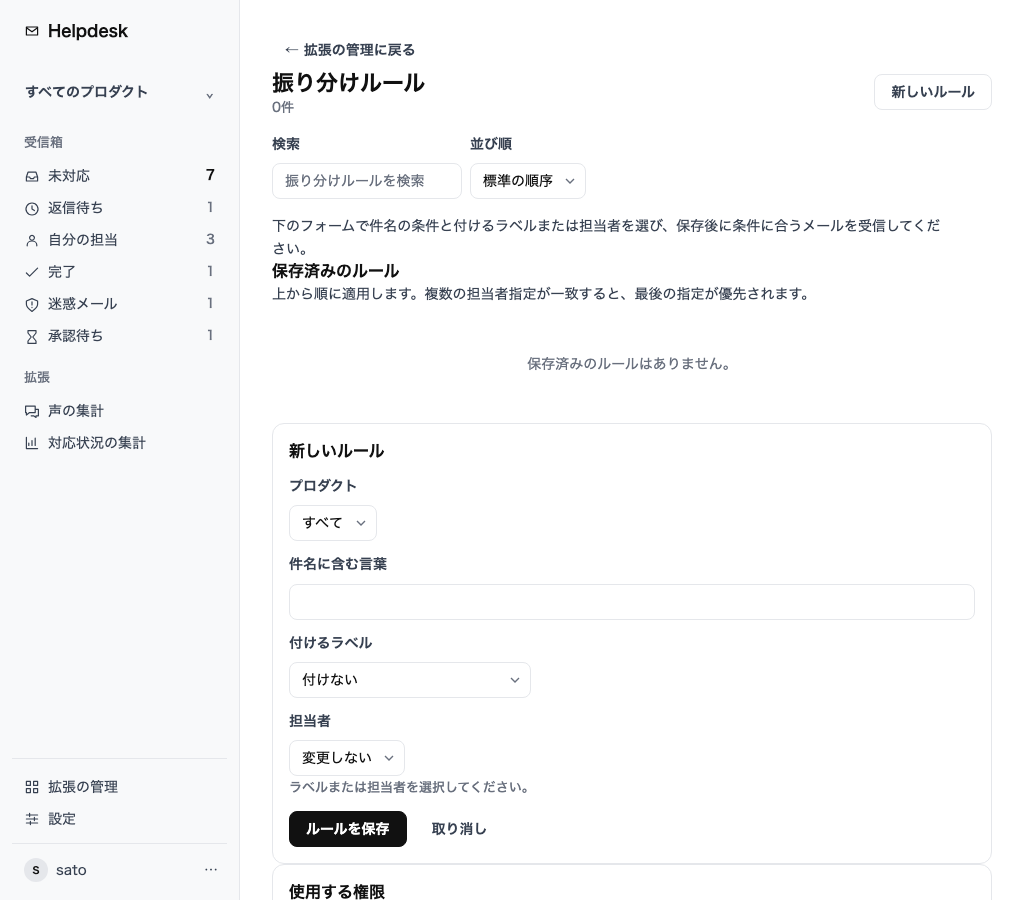 Helpdesk
すべてのプロダクト
受信箱
未対応 7
返信待ち 1
自分の担当 3
完了 1
迷惑メール 1
承認待ち 1
拡張
声の集計
対応状況の集計
拡張の管理
設定
S sato ...
← 拡張の管理に戻る
振り分けルール
0件
新しいルール
検索 並び順
振り分けルールを検索 標準の順序
下のフォームで件名の条件と付けるラベルまたは担当者を選び、保存後に条件に合うメールを受信してくだ
さい。
保存済みのルール
上から順に適用します。複数の担当者指定が一致すると、最後の指定が優先されます。
保存済みのルールはありません。
新しいルール
プロダクト
すべて
件名に含む言葉
付けるラベル
付けない
担当者
変更しない
ラベルまたは担当者を選択してください。
ルールを保存 取り消し
使用する権限